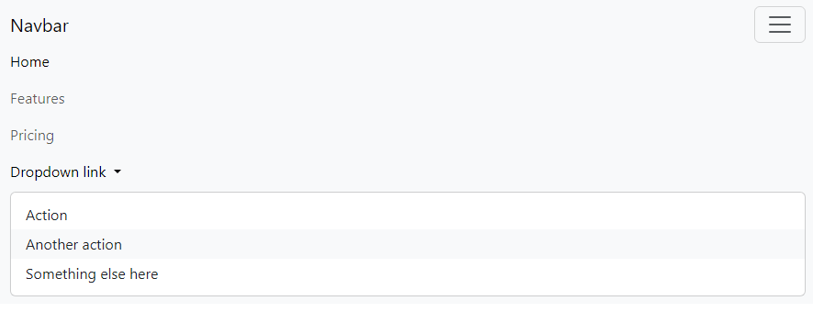 Navbar
Home
Features
Pricing
Dropdown link
Action
Another action
Something else here